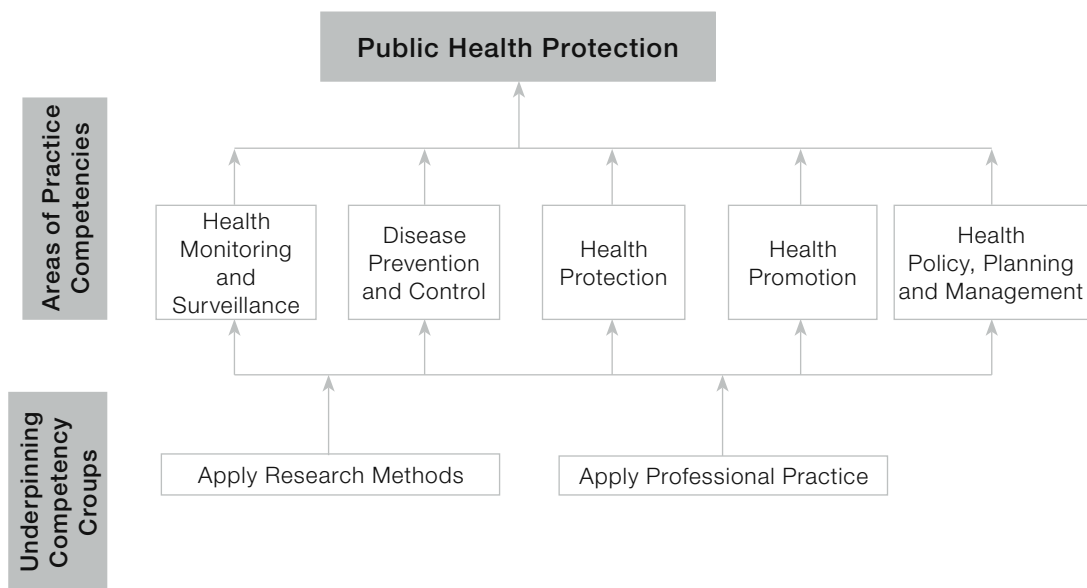 Public Health Protection
Areas of Practice
Competencies
Health
Monitoring
and
Surveillance
Disease
Prevention
and Control
Health
Protection
Health
Promotion
Health
Policy, Planning
and Management
Underpinning
Competency
Croups
Apply Research Methods
Apply Professional Practice